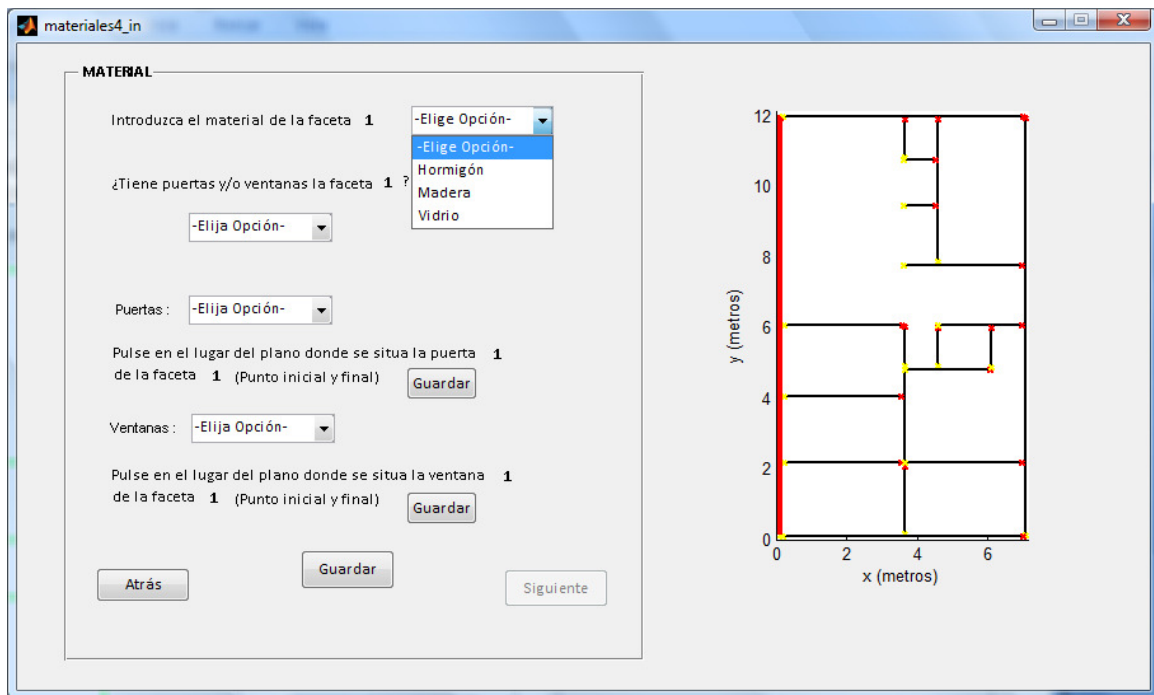 materiales4_in
MATERIAL
Introduzca el material de la faceta 1 -Elige Opción-
-Elige Opción-
Hormigón
Madera
Vidrio
¿Tiene puertas y/o ventanas la faceta 1 ?
-Elija Opción-
Puertas : -Elija Opción-
Pulse en el lugar del plano donde se situa la puerta 1
de la faceta 1 (Punto inicial y final) Guardar
Ventanas : -Elija Opción-
Pulse en el lugar del plano donde se situa la ventana 1
de la faceta 1 (Punto inicial y final) Guardar
Guardar
Atrás
Siguiente
12
10
8
6
4
2
0
y (metros)
0 2 4 6
x (metros)